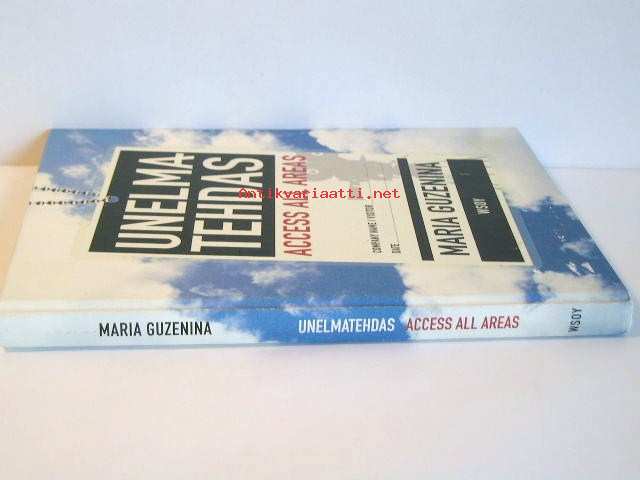 UNELMA-
TEHDAS
ACCESS ALL AREAS
COMPANY NAME / VISITOR
DATE
MARIA GUZENINA
WSOY
Antikvariaatti.net
MARIA GUZENINA UNELMATEHDAS ACCESS ALL AREAS WSOY